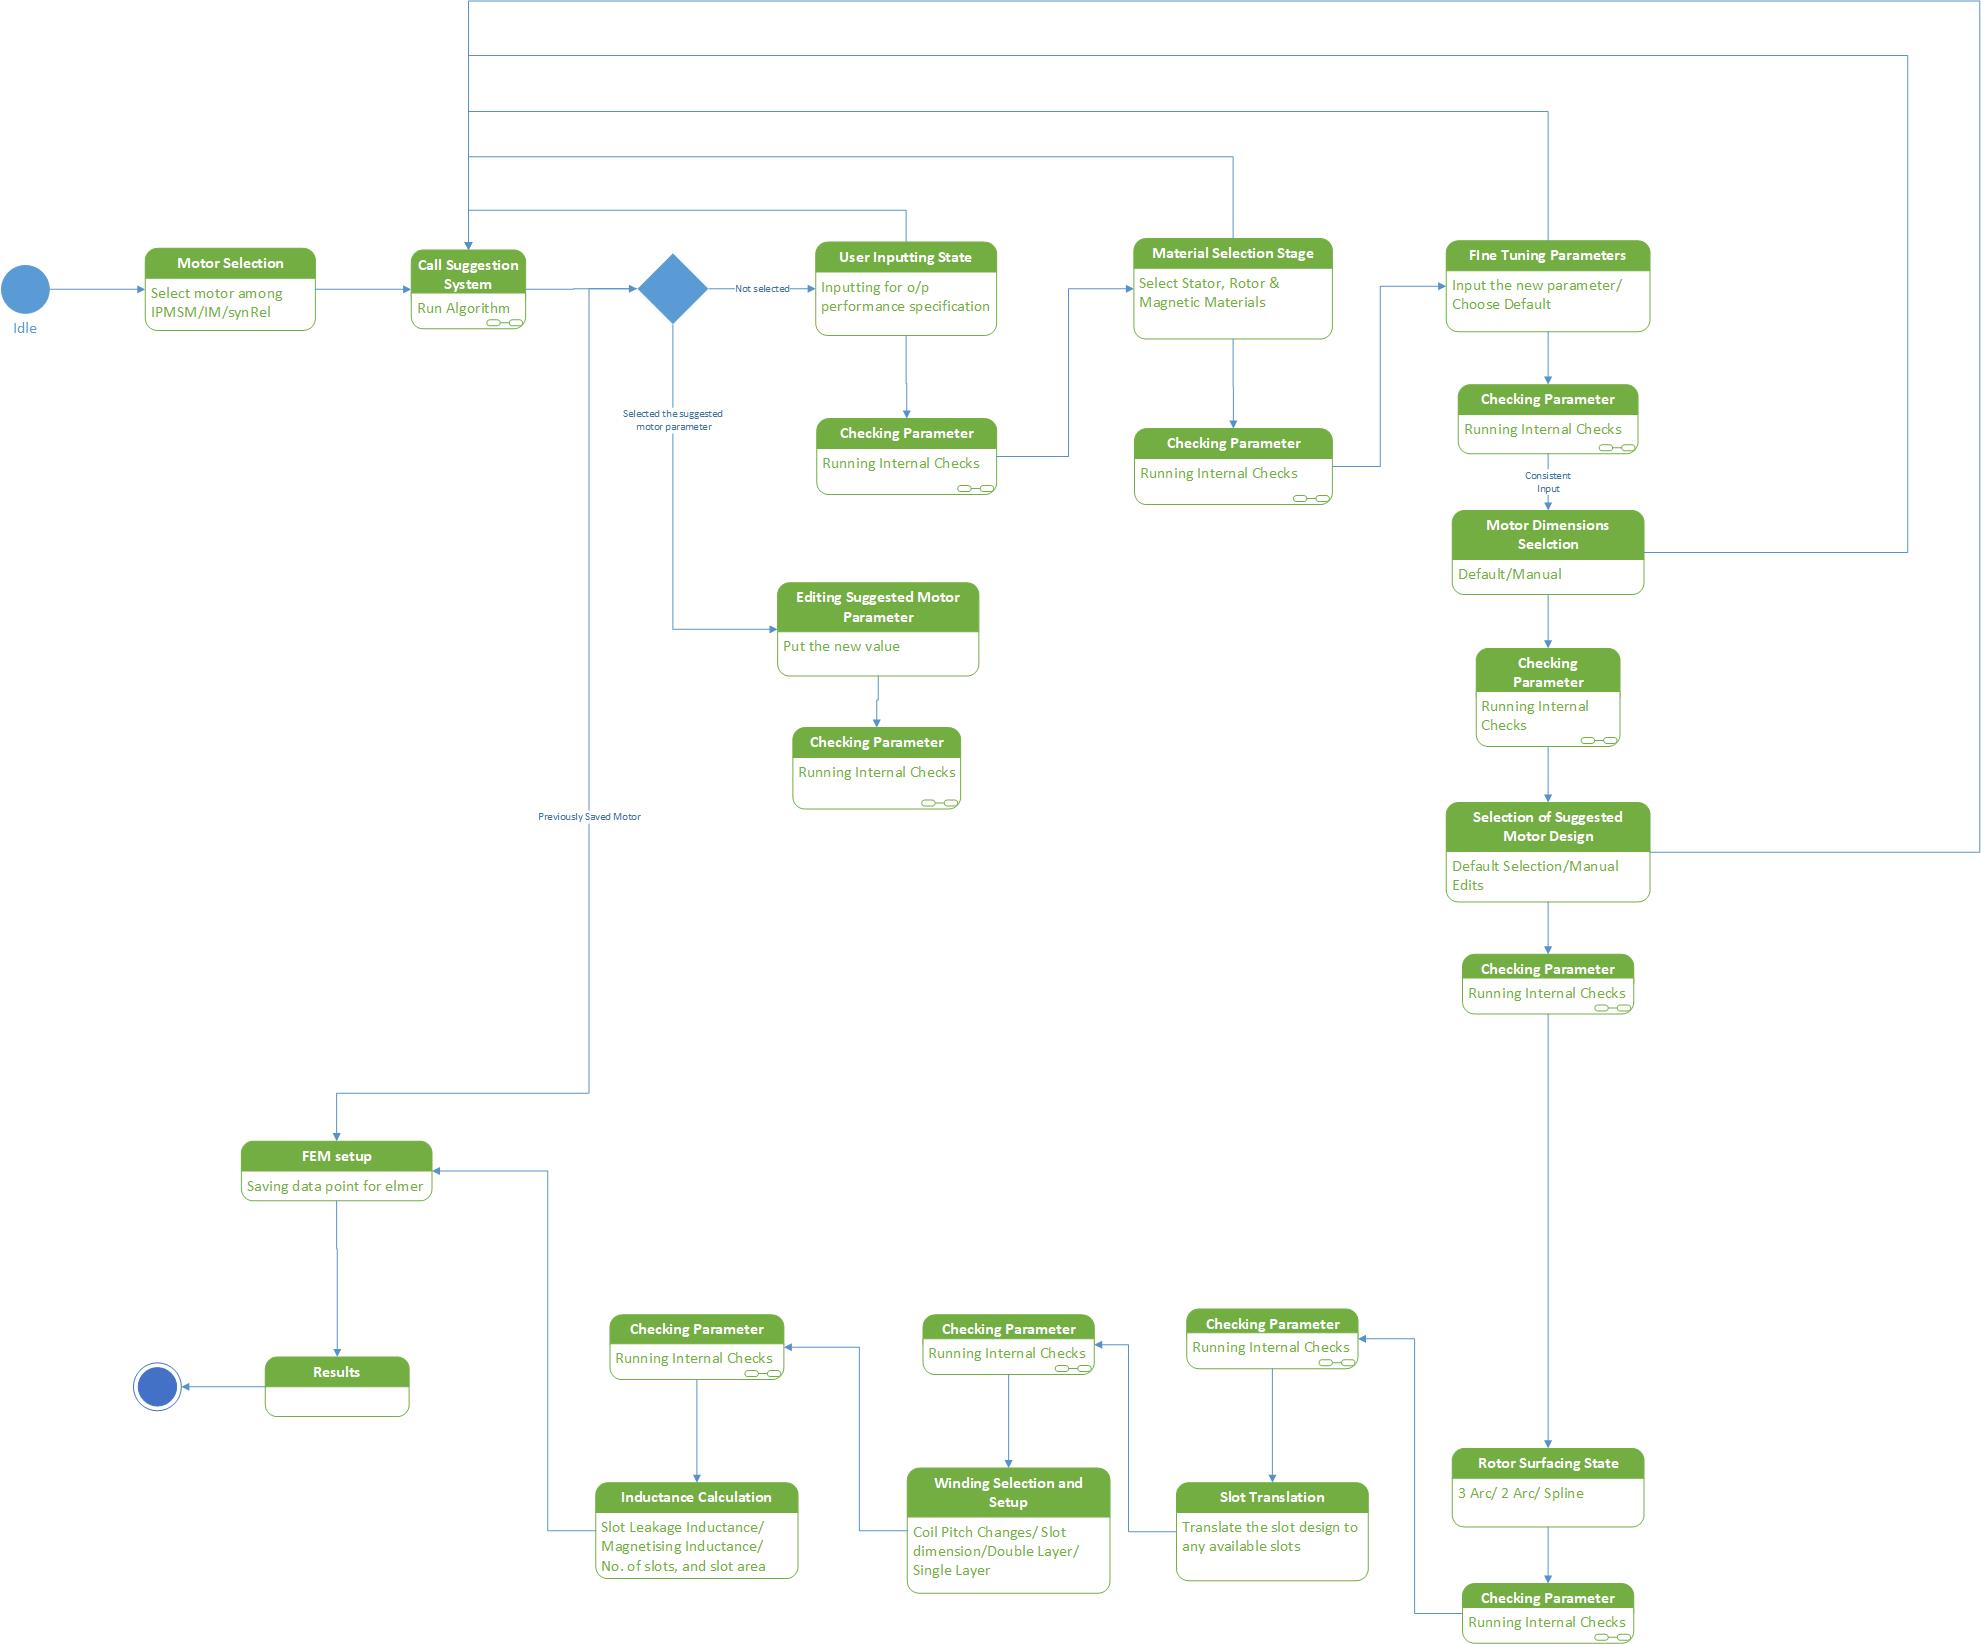 Idle
Motor Selection
Select motor among
IPMSM/IM/synRel
Call Suggestion
System
Run Algorithm
Not selected
User Inputting State
Inputting for o/p
performance specification
Material Selection Stage
Select Stator, Rotor &
Magnetic Materials
FIne Tuning Parameters
Input the new parameter/
Choose Default
Selected the suggested
motor parameter
Checking Parameter
Running Internal Checks
Checking Parameter
Running Internal Checks
Checking Parameter
Running Internal Checks
Consistent
Input
Motor Dimensions
Seelction
Default/Manual
Editing Suggested Motor
Parameter
Put the new value
Checking
Parameter
Running Internal
Checks
Checking Parameter
Running Internal Checks
Previously Saved Motor
Selection of Suggested
Motor Design
Default Selection/Manual
Edits
Checking Parameter
Running Internal Checks
FEM setup
Saving data point for elmer
Results
Checking Parameter
Running Internal Checks
Checking Parameter
Running Internal Checks
Checking Parameter
Running Internal Checks
Inductance Calculation
Slot Leakage Inductance/
Magnetising Inductance/
No. of slots, and slot area
Winding Selection and
Setup
Coil Pitch Changes/ Slot
dimension/Double Layer/
Single Layer
Slot Translation
Translate the slot design to
any available slots
Rotor Surfacing State
3 Arc/ 2 Arc/ Spline
Checking Parameter
Running Internal Checks